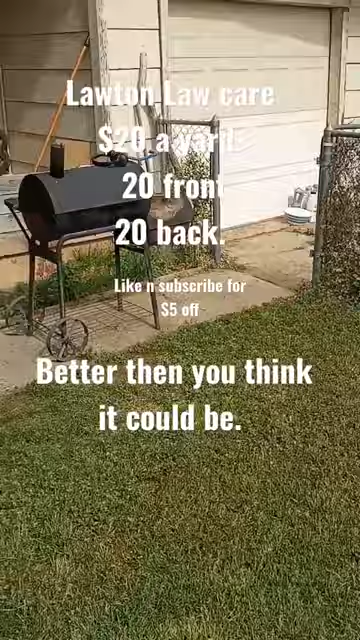 Lawton Law care
$20 a yard.
20 front
20 back.
Like n subscribe for
$5 off
Better then you think
it could be.